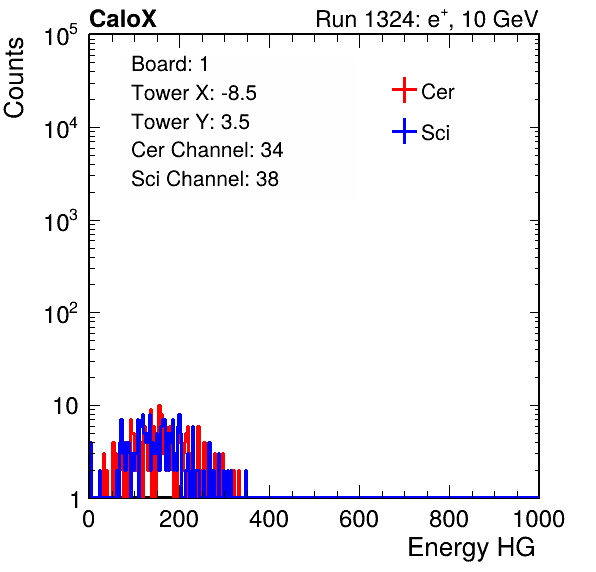 CaloX Run 1324: e⁺, 10 GeV
Counts
10⁵
10⁴
10³
10²
10
1
Board: 1
Tower X: -8.5
Tower Y: 3.5
Cer Channel: 34
Sci Channel: 38
Cer
Sci
0 200 400 600 800 1000
Energy HG